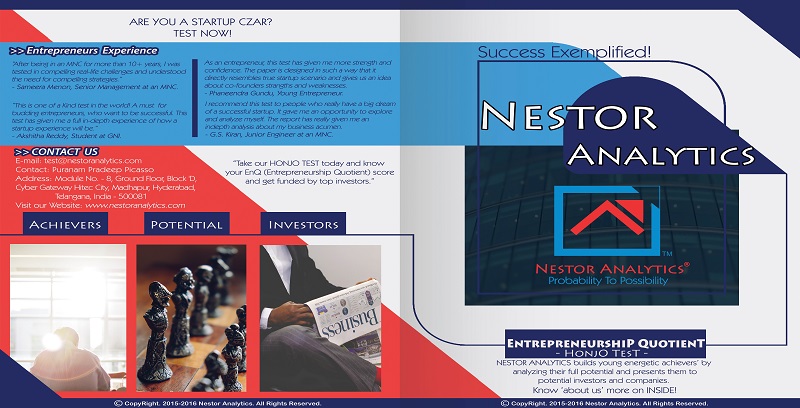 ARE YOU A STARTUP CZAR?
TEST NOW!
>> Entrepreneurs Experience
"After being in an MNC for more than 10+ years, I was
tested in compelling real-life challenges and understood
the need for compelling strategies."
- Sameera Menon, Senior Management at an MNC.
"This is one of a Kind test in the world! A must for
budding entrepreneurs, who want to be successful. The
test has given me a full in-depth experience of how a
startup experience will be."
- Akshitha Reddy, Student at GNI.
As an entrepreneur, this test has given me more strength and
confidence. The paper is designed in such a way that it
directly resembles true startup scenario and gives us an idea
about co-founders strengths and weaknesses.
- Phaneendra Gundu, Young Entrepreneur.
I recommend this test to people who really have a big dream
of a successful startup. It gave me an opportunity to explore
and analyze myself. The report has really given me an
indepth analysis about my business acumen.
- G.S. Kiran, Junior Engineer at an MNC.
>> CONTACT US
E-mail: test@nestoranalytics.com
Contact: Puranam Pradeep Picasso
Address: Module No. - 8, Ground Floor, Block 'D,
Cyber Gateway Hitec City, Madhapur, Hyderabad,
Telangana, India - 500081
Visit our Website: www.nestoranalytics.com
"Take our HONJO TEST today and know
your EnQ (Entrepreneurship Quotient) score
and get funded by top investors."
ACHIEVERS
POTENTIAL
INVESTORS
Business
© CopyRight. 2015-2016 Nestor Analytics. All Rights Reserved.
Success Exemplified!
NESTOR
ANALYTICS
TM
NESTOR ANALYTICS®
Probability To Possibility
ENTREPRENEURSHIP QUOTIENT
- HONJO TEST -
NESTOR ANALYTICS builds young energetic achievers' by
analyzing their full potential and presents them to
potential investors and companies.
Know 'about us' more on INSIDE!
© CopyRight. 2015-2016 Nestor Analytics. All Rights Reserved.